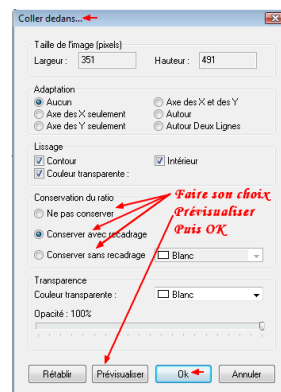 Coller dedans...
Taille de l'image (pixels)
Largeur : 351 Hauteur : 491
Adaptation
Aucun Axe des X et des Y
Axe des X seulement Autour
Axe des Y seulement Autour Deux Lignes
Lissage
Contour Intérieur
Couleur transparente :
Conservation du ratio
Faire son choix
Ne pas conserver
Prévisualiser
Conserver avec recadrage
Puis OK
Conserver sans recadrage Blanc
Transparence
Couleur transparente : Blanc
Opacité : 100%
Rétablir Prévisualiser Ok Annuler